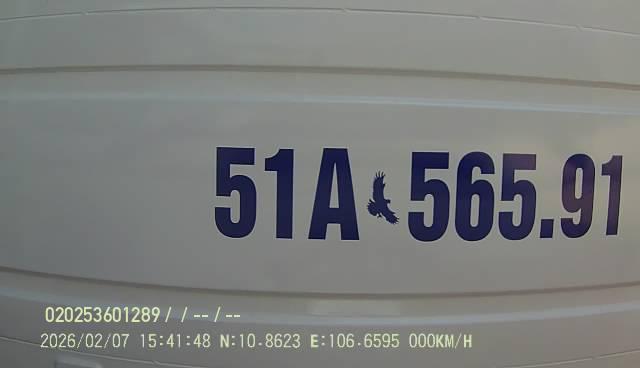 51A 565.91
020253601289/ / -- / --
2026/02/07 15:41:48 N:10.8623 E:106.6595 000KM/H